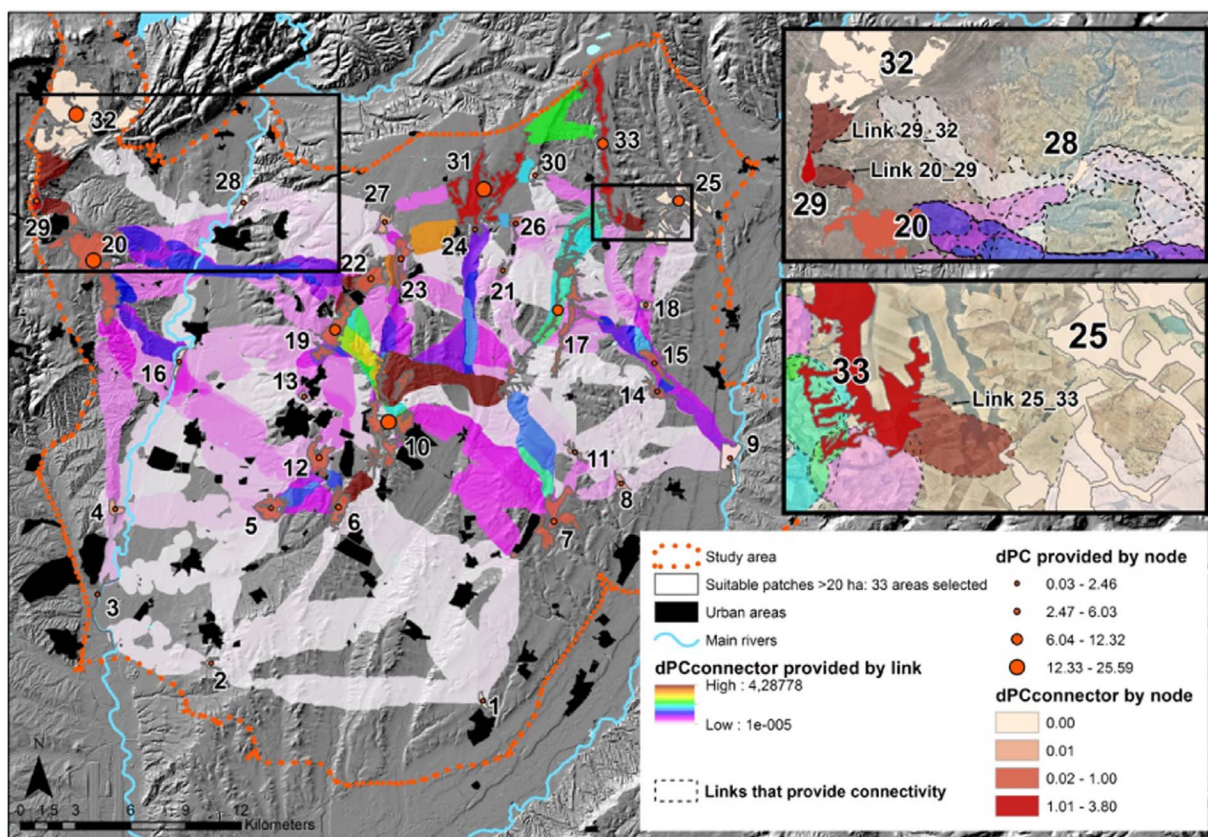 32
31
33
30
28
27
25
29
26
20
24
22
23
21
18
19
17
16
15
13
14
10
9
12
11
8
4
5
6
7
3
2
1
N
0 1.5 3 6 9 12
Kilometers
32
Link 29_32
28
Link 20_29
29
20
25
33
Link 25_33
Study area
Suitable patches >20 ha: 33 areas selected
Urban areas
Main rivers
dPCconnector provided by link
High : 4,28778
Low : 1e-005
Links that provide connectivity
dPC provided by node
0.03 - 2.46
2.47 - 6.03
6.04 - 12.32
12.33 - 25.59
dPCconnector by node
0.00
0.01
0.02 - 1.00
1.01 - 3.80